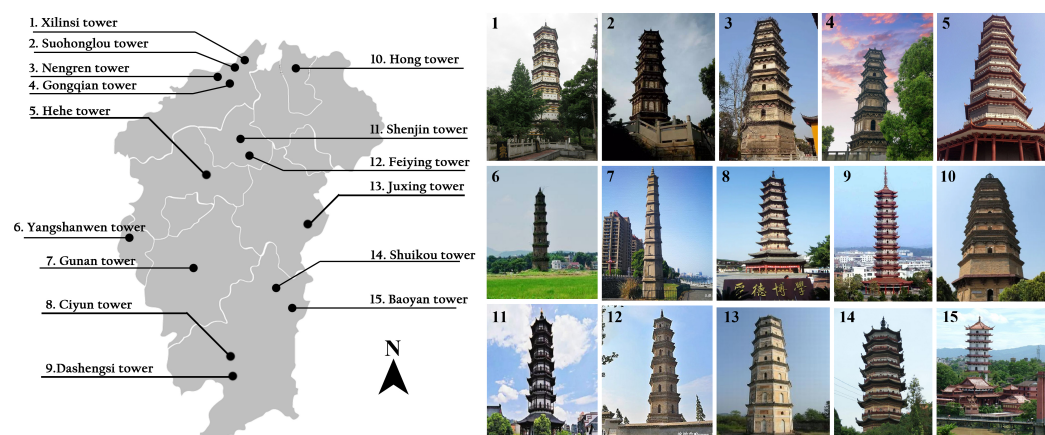 1. Xilinsi tower
2. Suohonglou tower
3. Nengren tower
4. Gongqian tower
5. Hehe tower
6. Yangshanwen tower
7. Gunan tower
8. Ciyun tower
9.Dashengsi tower
10. Hong tower
11. Shenjin tower
12. Feiying tower
13. Juxing tower
14. Shuikou tower
15. Baoyan tower
N
1
2
3
4
5
6
7
8
9
10
11
12
13
14
15